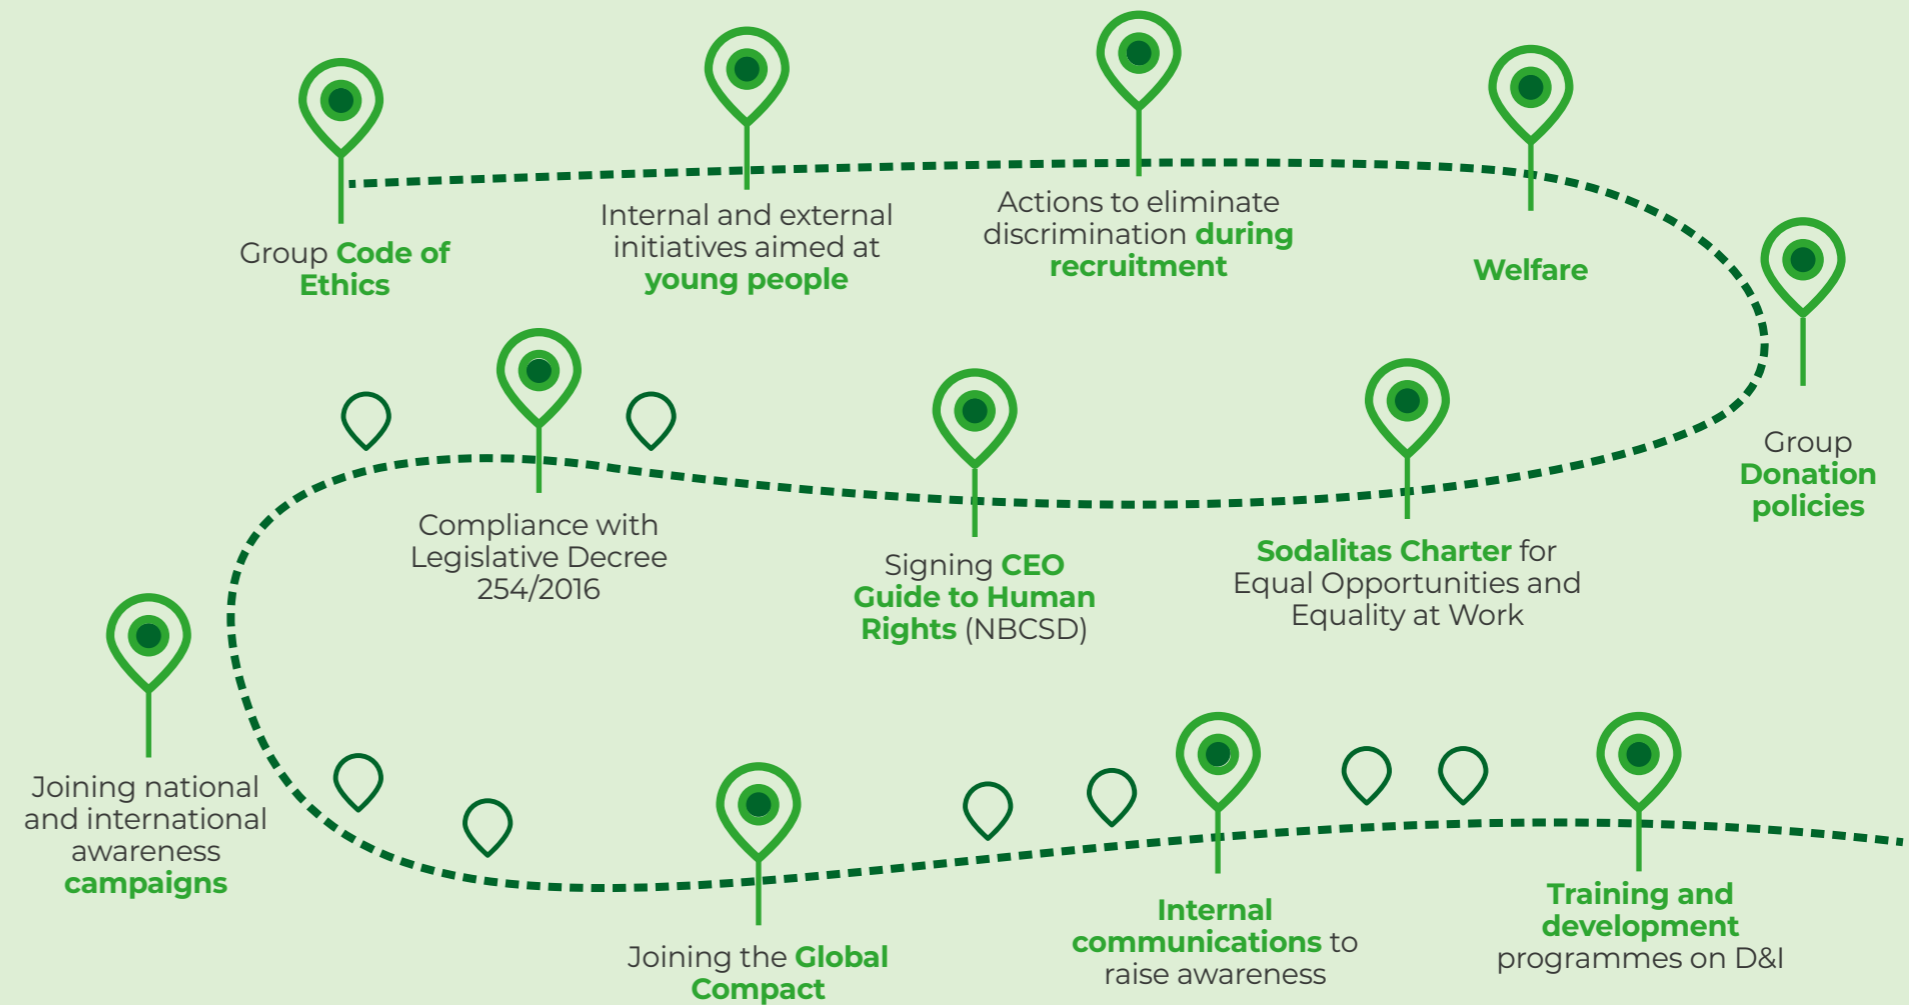 Group Code of
Ethics
Internal and external
initiatives aimed at
young people
Actions to eliminate
discrimination during
recruitment
Welfare
Group
Donation
policies
Sodalitas Charter for
Equal Opportunities and
Equality at Work
Signing CEO
Guide to Human
Rights (NBCSD)
Compliance with
Legislative Decree
254/2016
Joining national
and international
awareness
campaigns
Joining the Global
Compact
Internal
communications to
raise awareness
Training and
development
programmes on D&I